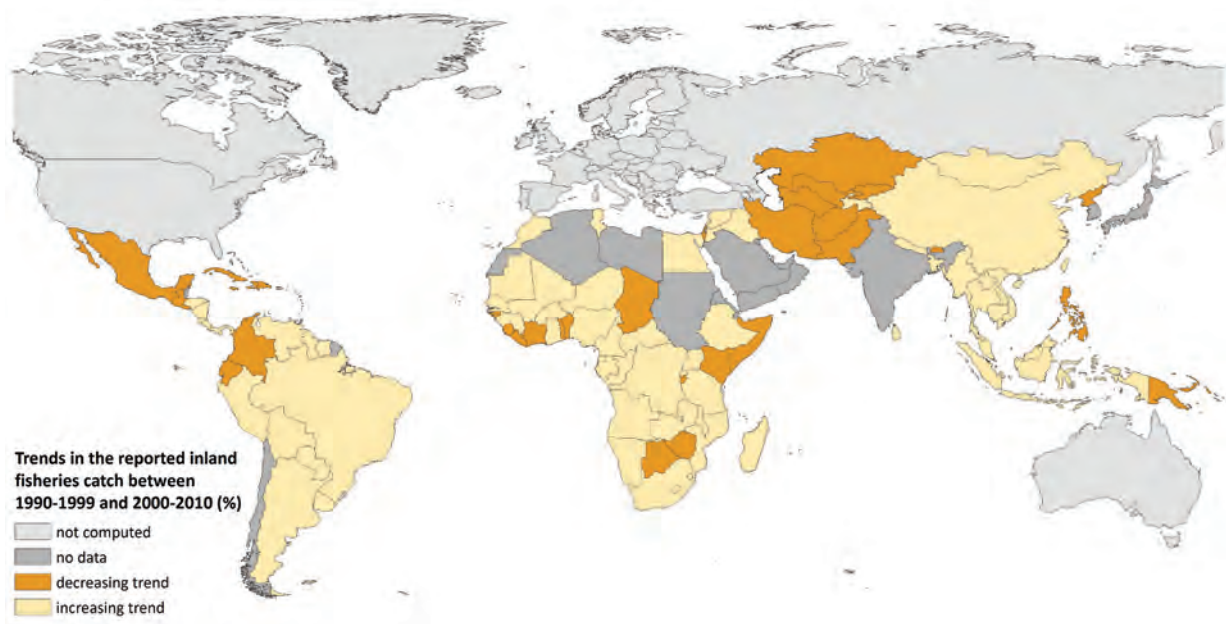 Trends in the reported inland
fisheries catch between
1990-1999 and 2000-2010 (%)
not computed
no data
decreasing trend
increasing trend